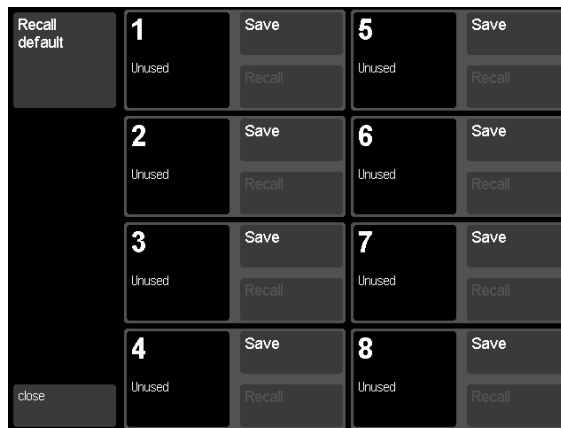 Recall
default
1
Save
Unused
Recall
5
Save
Unused
Recall
2
Save
Unused
Recall
6
Save
Unused
Recall
3
Save
Unused
Recall
7
Save
Unused
Recall
4
Save
Unused
Recall
8
Save
Unused
Recall
close